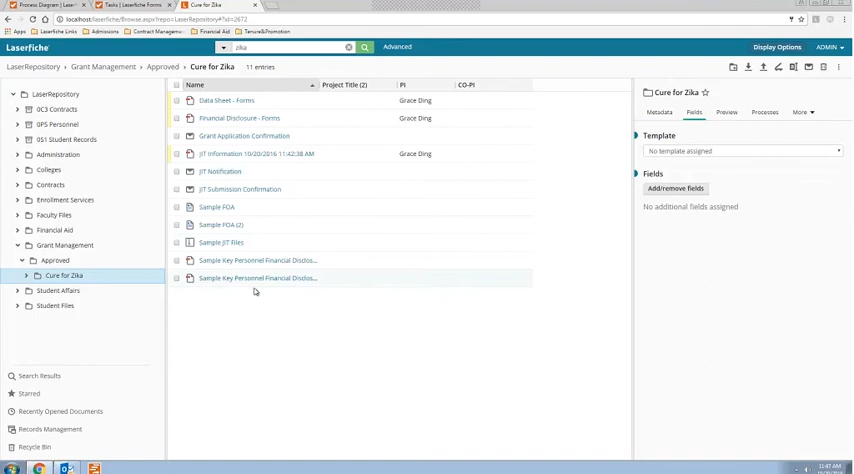 Process Diagram | Laserfiche
Tasks | Laserfiche Forms
Cure for Zika
localhost/laserfiche/Browse.aspx?repo=LaserRepository#?id=2672
Apps
Laserfiche Links
Admissions
Contract Managemen
Financial Aid
Tenure&Promotion
Laserfiche
zika
Advanced
Display Options
ADMIN
LaserRepository > Grant Management > Approved > Cure for Zika 11 entries
LaserRepository
0C3 Contracts
0PS Personnel
0S1 Student Records
Administration
Colleges
Contracts
Enrollment Services
Faculty Files
Financial Aid
Grant Management
Approved
Cure for Zika
Student Affairs
Student Files
Search Results
Starred
Recently Opened Documents
Records Management
Recycle Bin
Name Project Title (2) PI CO-PI
Data Sheet - Forms Grace Ding
Financial Disclosure - Forms Grace Ding
Grant Application Confirmation
JIT Information 10/20/2016 11:42:38 AM Grace Ding
JIT Notification
JIT Submission Confirmation
Sample FOA
Sample FOA (2)
Sample JIT Files
Sample Key Personnel Financial Disclos...
Sample Key Personnel Financial Disclos...
Cure for Zika
Metadata Fields Preview Processes More
Template
No template assigned
Fields
Add/remove fields
No additional fields assigned
11:47 AM